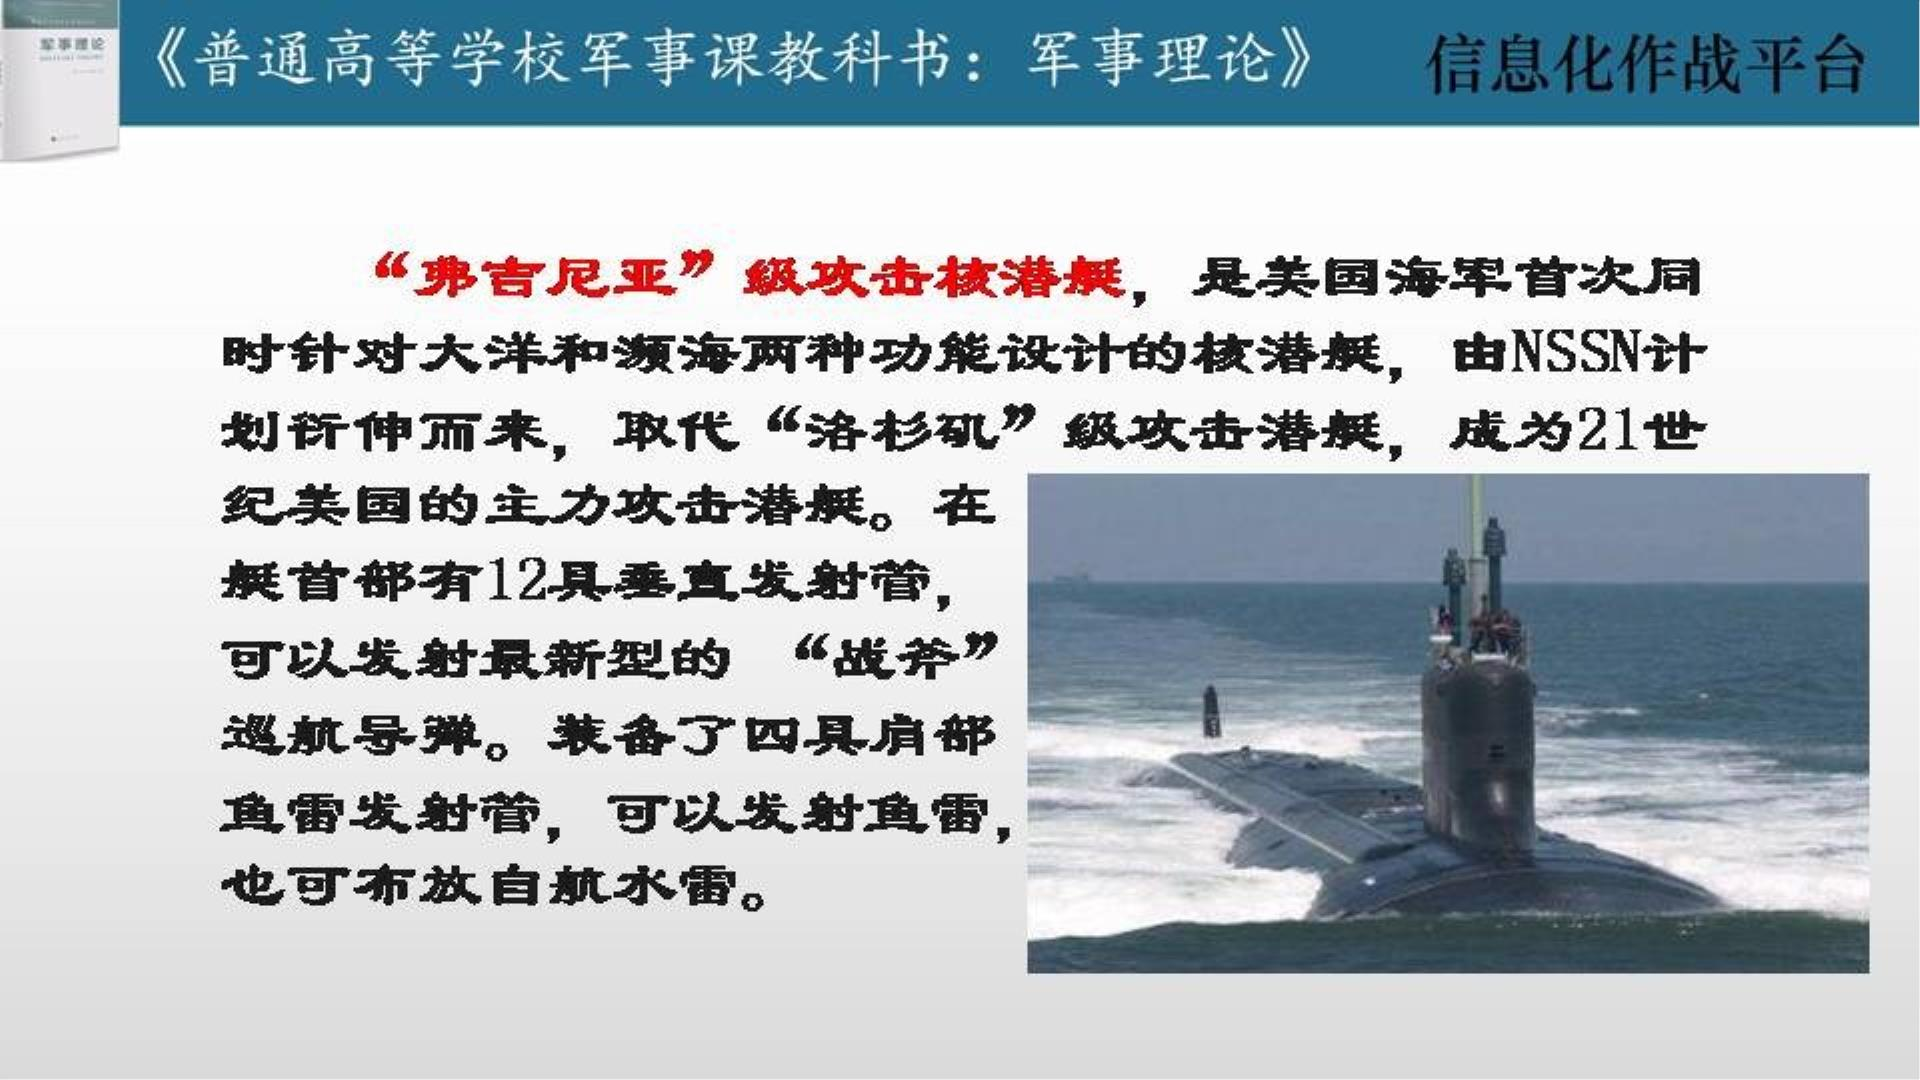 军事理论
《普通高等学校军事课教科书：军事理论》
信息化作战平台
“弗吉尼亚”级攻击核潜艇，是美国海军首次同
时针对大洋和濒海两种功能设计的核潜艇，由NSSN计
划衍伸而来，取代“洛杉矶”级攻击潜艇，成为21世
纪美国的主力攻击潜艇。在
艇首部有12具垂直发射管，
可以发射最新型的 “战斧”
巡航导弹。装备了四具肩部
鱼雷发射管，可以发射鱼雷，
也可布放自航水雷。